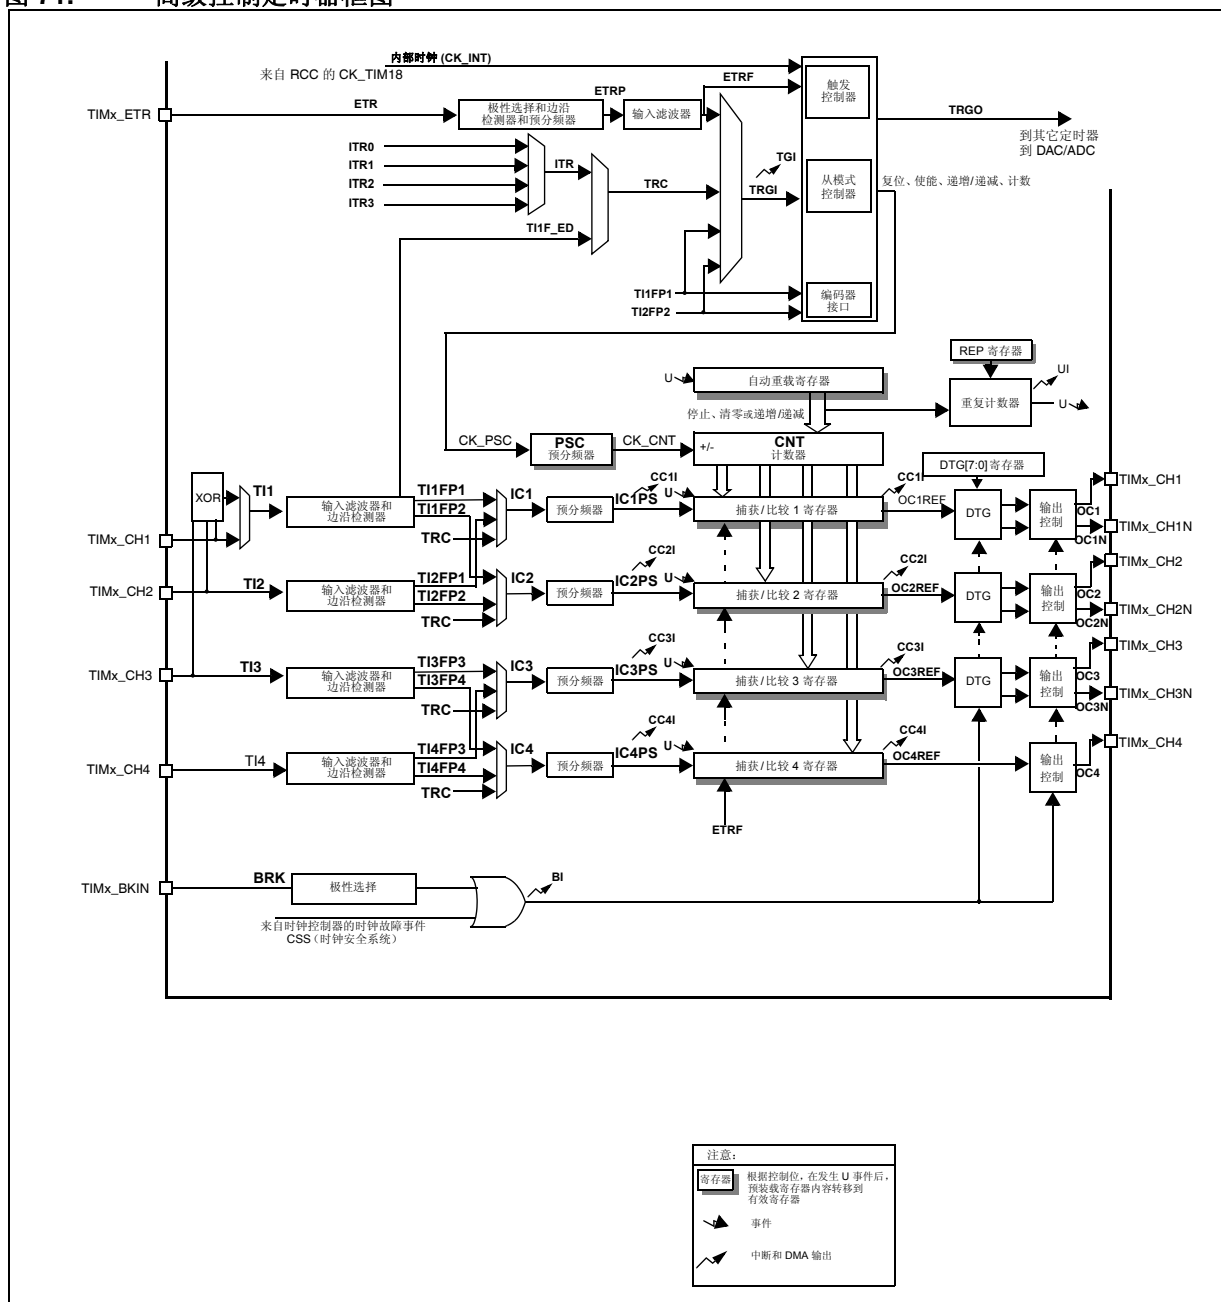 内部时钟 (CK_INT)
来自 RCC 的 CK_TIM18
ETRF
触发
控制器
TIMx_ETR
ETR
极性选择和边沿
检测器和预分频器
ETRP
输入滤波器
TRGO
到其它定时器
到 DAC/ADC
ITR0
ITR1
ITR2
ITR3
ITR
TRC
TGI
TRGI
从模式
控制器
复位、使能、递增/递减、计数
TI1F_ED
TI1FP1
TI2FP2
编码器
接口
REP 寄存器
U
自动重载寄存器
UI
重复计数器
U
停止、清零或递增/递减
CK_PSC
PSC
预分频器
CK_CNT
+/-
CNT
计数器
DTG[7:0]寄存器
XOR
TI1
输入滤波器和
边沿检测器
TI1FP1
TI1FP2
TRC
IC1
预分频器
CC1I
IC1PS
U
捕获/比较 1 寄存器
CC1I
OC1REF
DTG
输出
控制
OC1
OC1N
TIMx_CH1
TIMx_CH1N
TIMx_CH1
TIMx_CH2
TI2
输入滤波器和
边沿检测器
TI2FP1
TI2FP2
TRC
IC2
预分频器
CC2I
IC2PS
U
捕获/比较 2 寄存器
CC2I
OC2REF
DTG
输出
控制
OC2
OC2N
TIMx_CH2
TIMx_CH2N
TIMx_CH3
TI3
输入滤波器和
边沿检测器
TI3FP3
TI3FP4
TRC
IC3
预分频器
CC3I
IC3PS
U
捕获/比较 3 寄存器
CC3I
OC3REF
DTG
输出
控制
OC3
OC3N
TIMx_CH3
TIMx_CH3N
TIMx_CH4
TI4
输入滤波器和
边沿检测器
TI4FP3
TI4FP4
TRC
IC4
预分频器
CC4I
IC4PS
U
捕获/比较 4 寄存器
CC4I
OC4REF
输出
控制
OC4
TIMx_CH4
ETRF
TIMx_BKIN
BRK
极性选择
BI
来自时钟控制器的时钟故障事件
CSS（时钟安全系统）
注意：
寄存器
根据控制位，在发生 U 事件后，
预装载寄存器内容转移到
有效寄存器
事件
中断和 DMA 输出